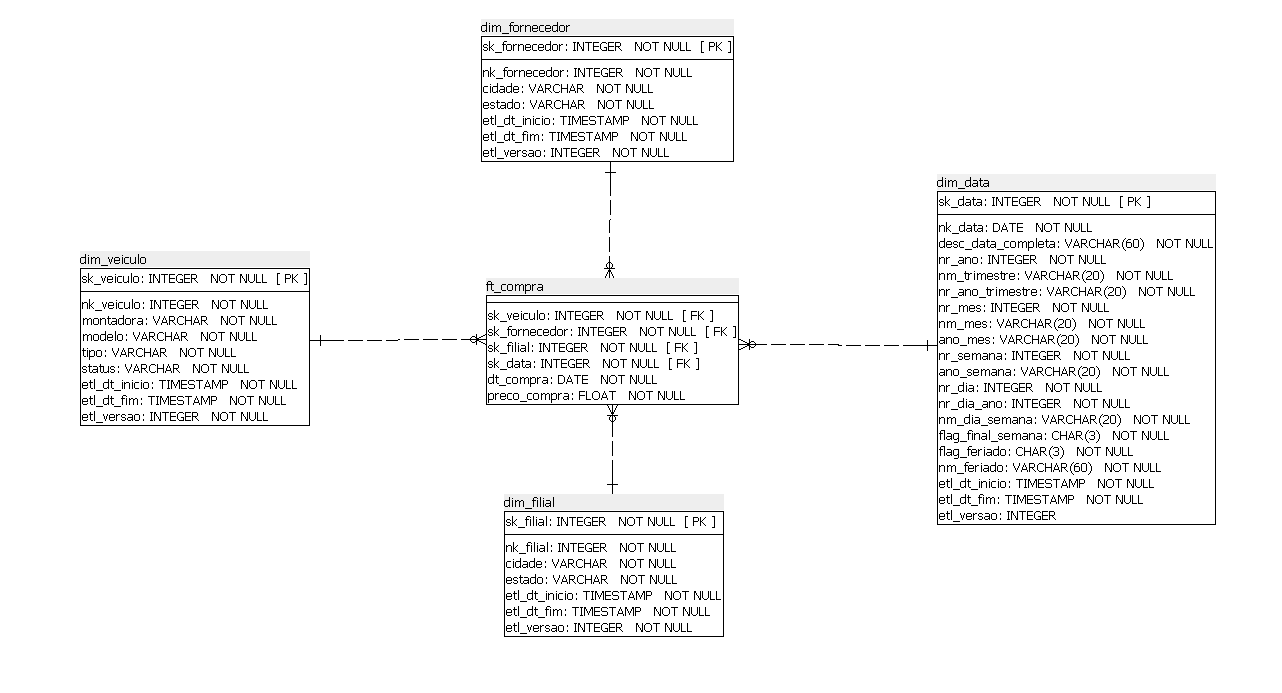 dim_fornecedor
sk_fornecedor: INTEGER NOT NULL [ PK ]
nk_fornecedor: INTEGER NOT NULL
cidade: VARCHAR NOT NULL
estado: VARCHAR NOT NULL
etl_dt_inicio: TIMESTAMP NOT NULL
etl_dt_fim: TIMESTAMP NOT NULL
etl_versao: INTEGER NOT NULL
dim_data
sk_data: INTEGER NOT NULL [ PK ]
nk_data: DATE NOT NULL
desc_data_completa: VARCHAR(60) NOT NULL
nr_ano: INTEGER NOT NULL
nm_trimestre: VARCHAR(20) NOT NULL
nr_ano_trimestre: VARCHAR(20) NOT NULL
nr_mes: INTEGER NOT NULL
nm_mes: VARCHAR(20) NOT NULL
ano_mes: VARCHAR(20) NOT NULL
nr_semana: INTEGER NOT NULL
ano_semana: VARCHAR(20) NOT NULL
nr_dia: INTEGER NOT NULL
nr_dia_ano: INTEGER NOT NULL
nm_dia_semana: VARCHAR(20) NOT NULL
flag_final_semana: CHAR(3) NOT NULL
flag_feriado: CHAR(3) NOT NULL
nm_feriado: VARCHAR(60) NOT NULL
etl_dt_inicio: TIMESTAMP NOT NULL
etl_dt_fim: TIMESTAMP NOT NULL
etl_versao: INTEGER
dim_veiculo
sk_veiculo: INTEGER NOT NULL [ PK ]
nk_veiculo: INTEGER NOT NULL
montadora: VARCHAR NOT NULL
modelo: VARCHAR NOT NULL
tipo: VARCHAR NOT NULL
status: VARCHAR NOT NULL
etl_dt_inicio: TIMESTAMP NOT NULL
etl_dt_fim: TIMESTAMP NOT NULL
etl_versao: INTEGER NOT NULL
ft_compra
sk_veiculo: INTEGER NOT NULL [ FK ]
sk_fornecedor: INTEGER NOT NULL [ FK ]
sk_filial: INTEGER NOT NULL [ FK ]
sk_data: INTEGER NOT NULL [ FK ]
dt_compra: DATE NOT NULL
preco_compra: FLOAT NOT NULL
dim_filial
sk_filial: INTEGER NOT NULL [ PK ]
nk_filial: INTEGER NOT NULL
cidade: VARCHAR NOT NULL
estado: VARCHAR NOT NULL
etl_dt_inicio: TIMESTAMP NOT NULL
etl_dt_fim: TIMESTAMP NOT NULL
etl_versao: INTEGER NOT NULL